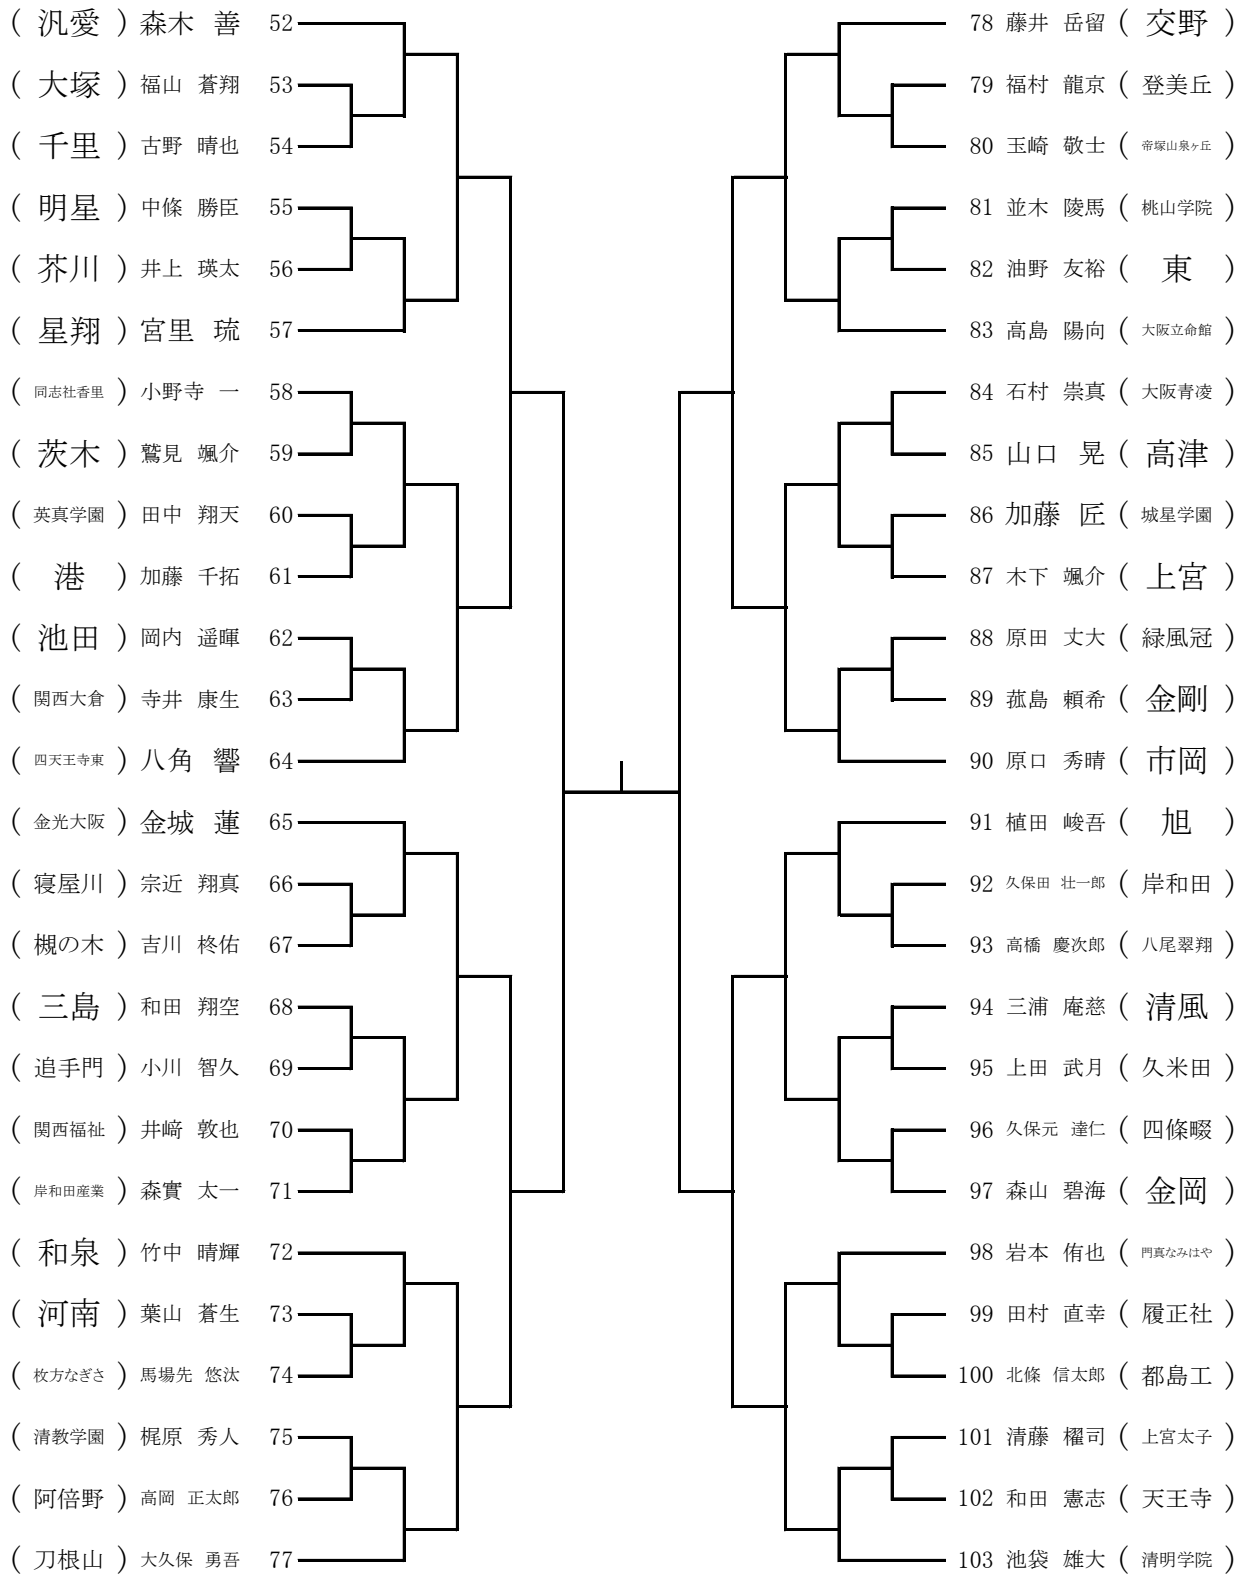 ( 汎愛 ) 森木 善 52
( 大塚 ) 福山 蒼翔 53
( 千里 ) 古野 晴也 54
( 明星 ) 中條 勝臣 55
( 芥川 ) 井上 瑛太 56
( 星翔 ) 宮里 琉 57
( 同志社香里 ) 小野寺 一 58
( 茨木 ) 鷲見 颯介 59
( 英真学園 ) 田中 翔天 60
( 港 ) 加藤 千拓 61
( 池田 ) 岡内 遥暉 62
( 関西大倉 ) 寺井 康生 63
( 四天王寺東 ) 八角 響 64
( 金光大阪 ) 金城 蓮 65
( 寝屋川 ) 宗近 翔真 66
( 槻の木 ) 吉川 柊佑 67
( 三島 ) 和田 翔空 68
( 追手門 ) 小川 智久 69
( 関西福祉 ) 井﨑 敦也 70
( 岸和田産業 ) 森實 太一 71
( 和泉 ) 竹中 晴輝 72
( 河南 ) 葉山 蒼生 73
( 枚方なぎさ ) 馬場先 悠汰 74
( 清教学園 ) 梶原 秀人 75
( 阿倍野 ) 高岡 正太郎 76
( 刀根山 ) 大久保 勇吾 77
78 藤井 岳留 ( 交野 )
79 福村 龍京 ( 登美丘 )
80 玉崎 敬士 ( 帝塚山泉ヶ丘 )
81 並木 陵馬 ( 桃山学院 )
82 油野 友裕 ( 東 )
83 高島 陽向 ( 大阪立命館 )
84 石村 崇真 ( 大阪青凌 )
85 山口 晃 ( 高津 )
86 加藤 匠 ( 城星学園 )
87 木下 颯介 ( 上宮 )
88 原田 丈大 ( 緑風冠 )
89 菰島 頼希 ( 金剛 )
90 原口 秀晴 ( 市岡 )
91 植田 峻吾 ( 旭 )
92 久保田 壮一郎 ( 岸和田 )
93 高橋 慶次郎 ( 八尾翠翔 )
94 三浦 庵慈 ( 清風 )
95 上田 武月 ( 久米田 )
96 久保元 達仁 ( 四條畷 )
97 森山 碧海 ( 金岡 )
98 岩本 侑也 ( 門真なみはや )
99 田村 直幸 ( 履正社 )
100 北條 信太郎 ( 都島工 )
101 清藤 櫂司 ( 上宮太子 )
102 和田 憲志 ( 天王寺 )
103 池袋 雄大 ( 清明学院 )